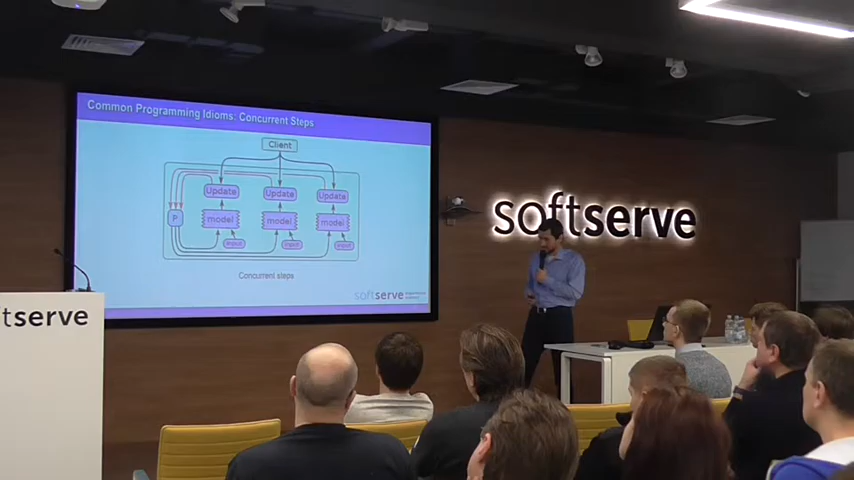 Common Programming Idioms: Concurrent Steps
Client
Update
Update
Update
P
model
model
model
input
input
input
Concurrent steps
softserve
softserve
tserve